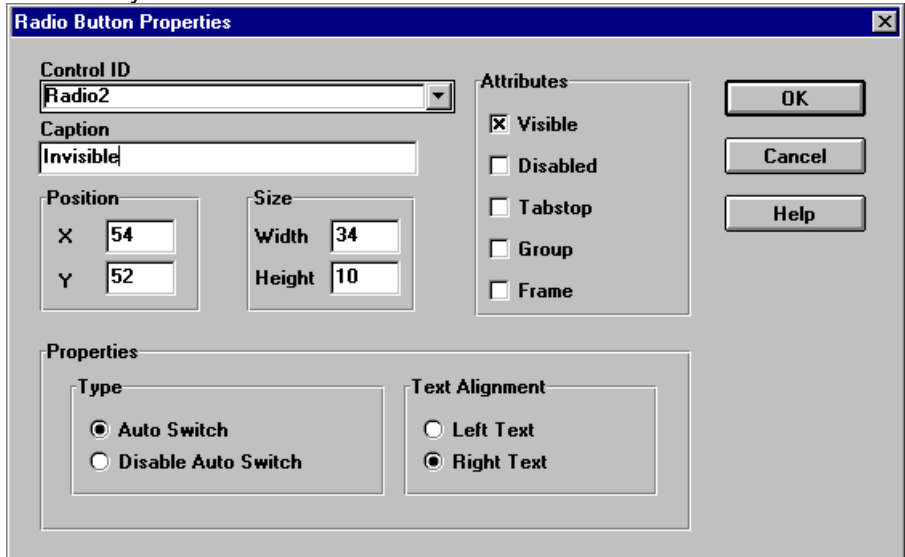 Radio Button Properties
Control ID
Radio2
Caption
Invisible
Position
X 54
Y 52
Size
Width 34
Height 10
Attributes
Visible
Disabled
Tabstop
Group
Frame
OK
Cancel
Help
Properties
Type
Auto Switch
Disable Auto Switch
Text Alignment
Left Text
Right Text